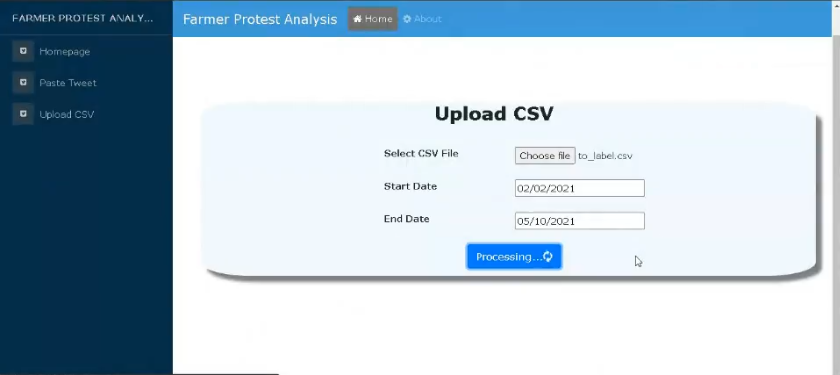 FARMER PROTEST ANALY...
Farmer Protest Analysis Home About
Homepage
Paste Tweet
Upload CSV
Upload CSV
Select CSV File Choose file to_label.csv
Start Date 02/02/2021
End Date 05/10/2021
Processing...